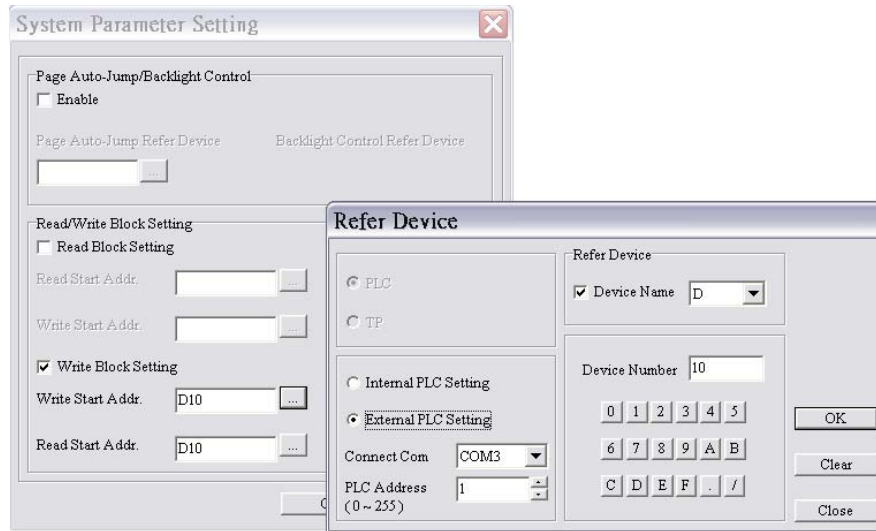 System Parameter Setting
Page Auto-Jump/Backlight Control
Enable
Page Auto-Jump Refer Device Backlight Control Refer Device
...
Read/Write Block Setting
Read Block Setting
Read Start Addr. ...
Write Start Addr. ...
Write Block Setting
Write Start Addr. D10 ...
Read Start Addr. D10 ...
Refer Device
PLC
TP
Internal PLC Setting
External PLC Setting
Connect Com COM3
PLC Address 1
(0 ~ 255)
Refer Device
Device Name D
Device Number 10
0 1 2 3 4 5
6 7 8 9 A B
C D E F . /
OK
Clear
Close